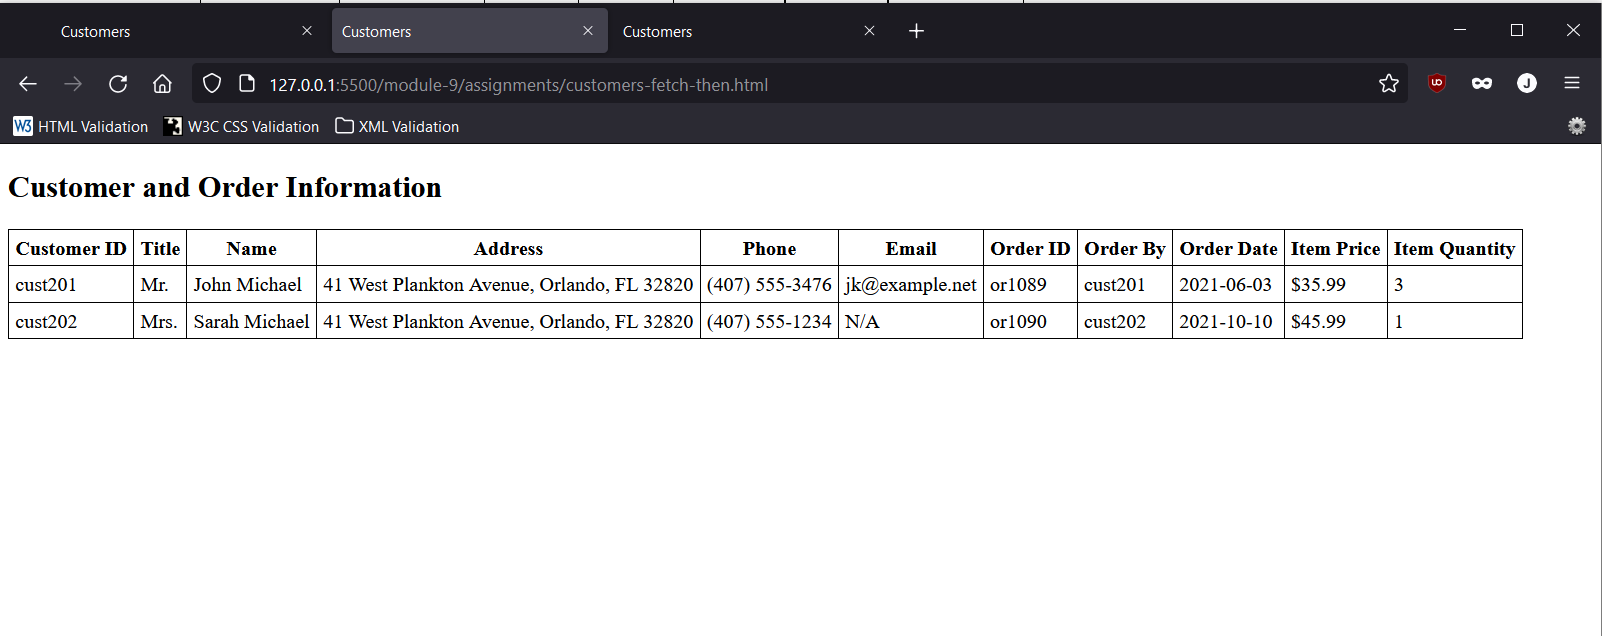 Customers Customers Customers
127.0.0.1:5500/module-9/assignments/customers-fetch-then.html
HTML Validation W3C CSS Validation XML Validation
Customer and Order Information
Customer ID Title Name Address Phone Email Order ID Order By Order Date Item Price Item Quantity
cust201 Mr. John Michael 41 West Plankton Avenue, Orlando, FL 32820 (407) 555-3476 jk@example.net or1089 cust201 2021-06-03 $35.99 3
cust202 Mrs. Sarah Michael 41 West Plankton Avenue, Orlando, FL 32820 (407) 555-1234 N/A or1090 cust202 2021-10-10 $45.99 1